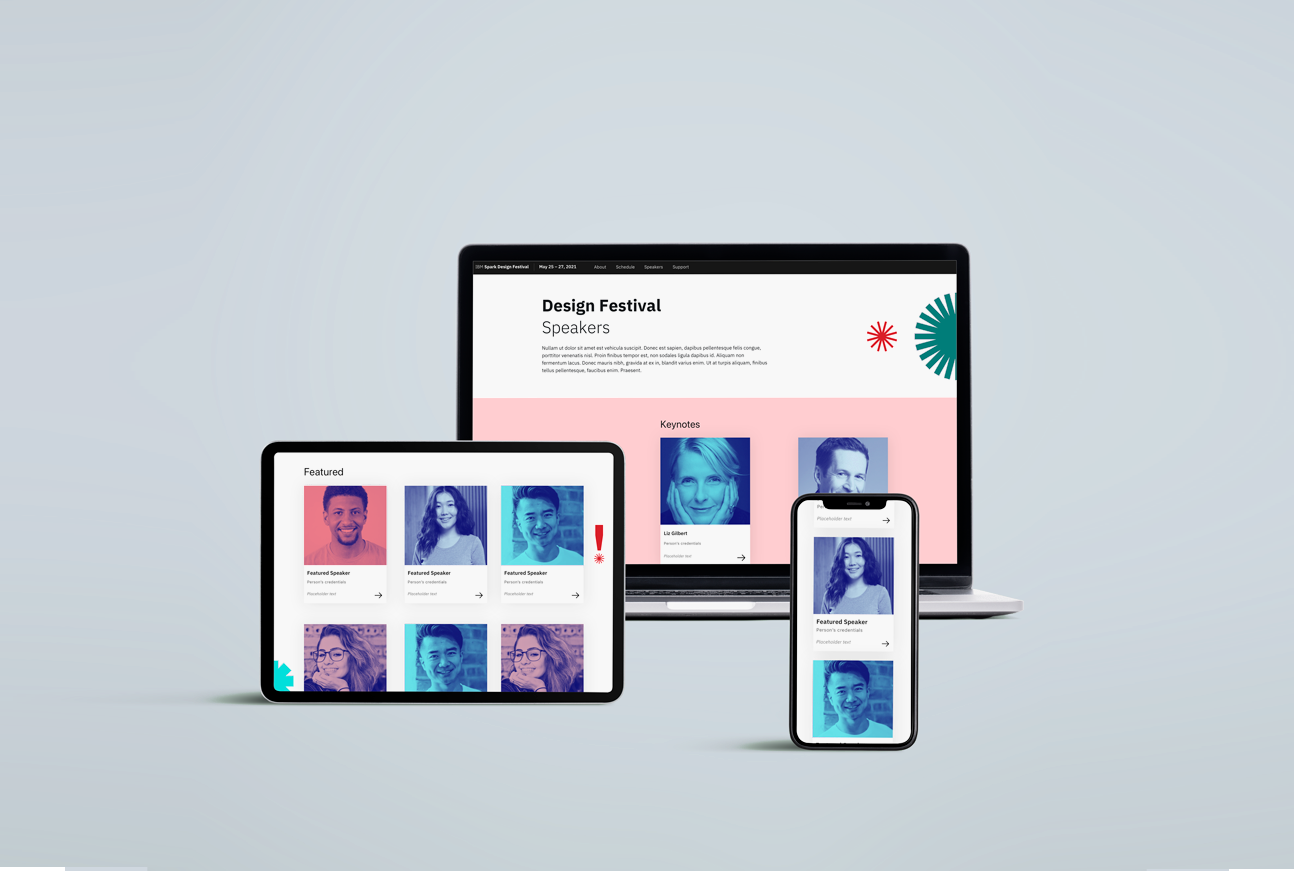 IBM Spark Design Festival
May 25 – 27, 2021
About
Schedule
Speakers
Support
Design Festival
Speakers
Nullam ut dolor sit amet est vehicula suscipit. Donec est sapien, dapibus pellentesque felis congue,
porttitor venenatis nisl. Proin finibus tempor est, non sodales ligula dapibus id. Aliquam non
fermentum lacus. Donec mauris nibh, gravida at ex in, blandit varius enim. Ut at turpis aliquam, finibus
tellus pellentesque, faucibus enim. Praesent.
Keynotes
Liz Gilbert
Person's credentials
Placeholder text
Featured
Featured Speaker
Person's credentials
Placeholder text
Featured Speaker
Person's credentials
Placeholder text
Featured Speaker
Person's credentials
Placeholder text
Placeholder text
Featured Speaker
Person's credentials
Placeholder text